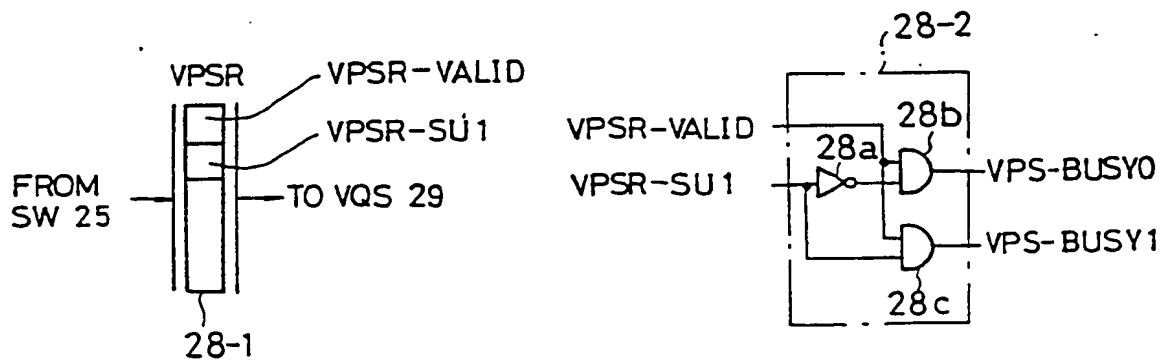 VPSR
VPSR-VALID
VPSR-SU1
FROM
SW 25
TO VQS 29
28-1
28-2
VPSR-VALID
28a
28b
VPS-BUSY0
VPSR-SU1
VPS-BUSY1
28c